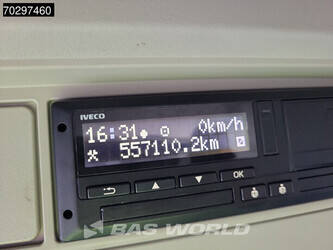 70297460
IVECO
16:31 0km/h
557110.2km
OK
BAS WORLD